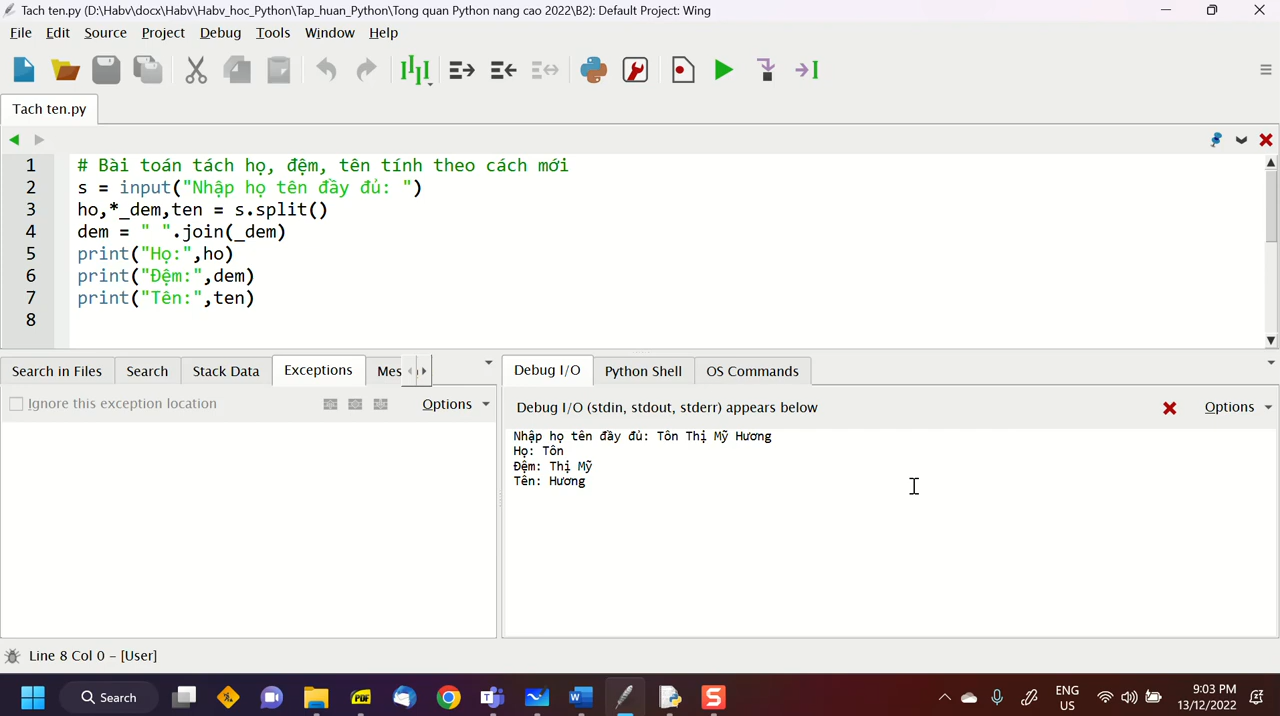 Tach ten.py (D:\Habv\docx\Habv\Habv_hoc_Python\Tap_huan_Python\Tong quan Python nang cao 2022\B2): Default Project: Wing
File Edit Source Project Debug Tools Window Help
Tach ten.py
1 # Bài toán tách họ, đệm, tên tính theo cách mới
2 s = input("Nhập họ tên đầy đủ: ")
3 ho,*_dem,ten = s.split()
4 dem = " ".join(_dem)
5 print("Họ:",ho)
6 print("Đệm:",dem)
7 print("Tên:",ten)
8
Search in Files Search Stack Data Exceptions Mes
Ignore this exception location Options
Debug I/O Python Shell OS Commands
Debug I/O (stdin, stdout, stderr) appears below Options
Nhập họ tên đầy đủ: Tôn Thị Mỹ Hương
Họ: Tôn
Đệm: Thị Mỹ
Tên: Hương
Line 8 Col 0 – [User]
Search
PDF
S
ENG
US
9:03 PM
13/12/2022